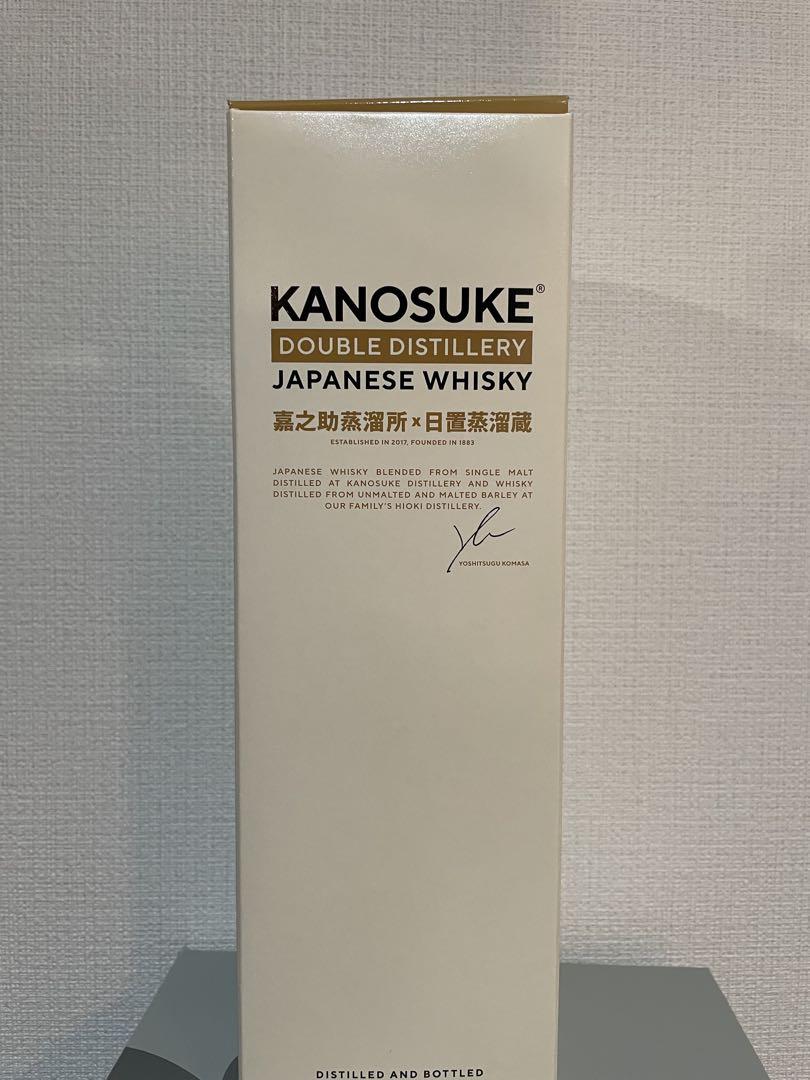 KANOSUKE®
DOUBLE DISTILLERY
JAPANESE WHISKY
嘉之助蒸溜所×日置蒸溜蔵
ESTABLISHED IN 2017, FOUNDED IN 1883
JAPANESE WHISKY BLENDED FROM SINGLE MALT
DISTILLED AT KANOSUKE DISTILLERY AND WHISKY
DISTILLED FROM UNMALTED AND MALTED BARLEY AT
OUR FAMILY'S HIOKI DISTILLERY.
YOSHITSUGU KOMASA
DISTILLED AND BOTTLED